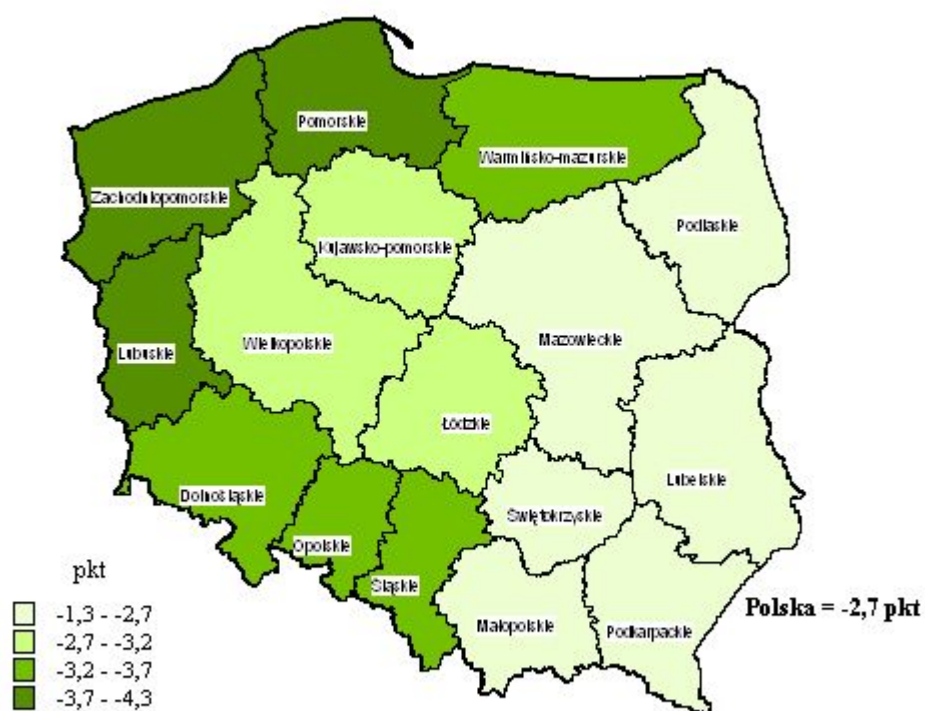 Pomorskie
Warmińsko-mazurskie
Zachodniopomorskie
Podlaskie
Kujawsko-pomorskie
Mazowieckie
Wielkopolskie
Lubuskie
Łódzkie
Lubelskie
Dolnośląskie
Świętokrzyskie
Opolskie
Śląskie
Małopolskie
Podkarpackie
Polska = -2,7 pkt
pkt
-1,3 - -2,7
-2,7 - -3,2
-3,2 - -3,7
-3,7 - -4,3